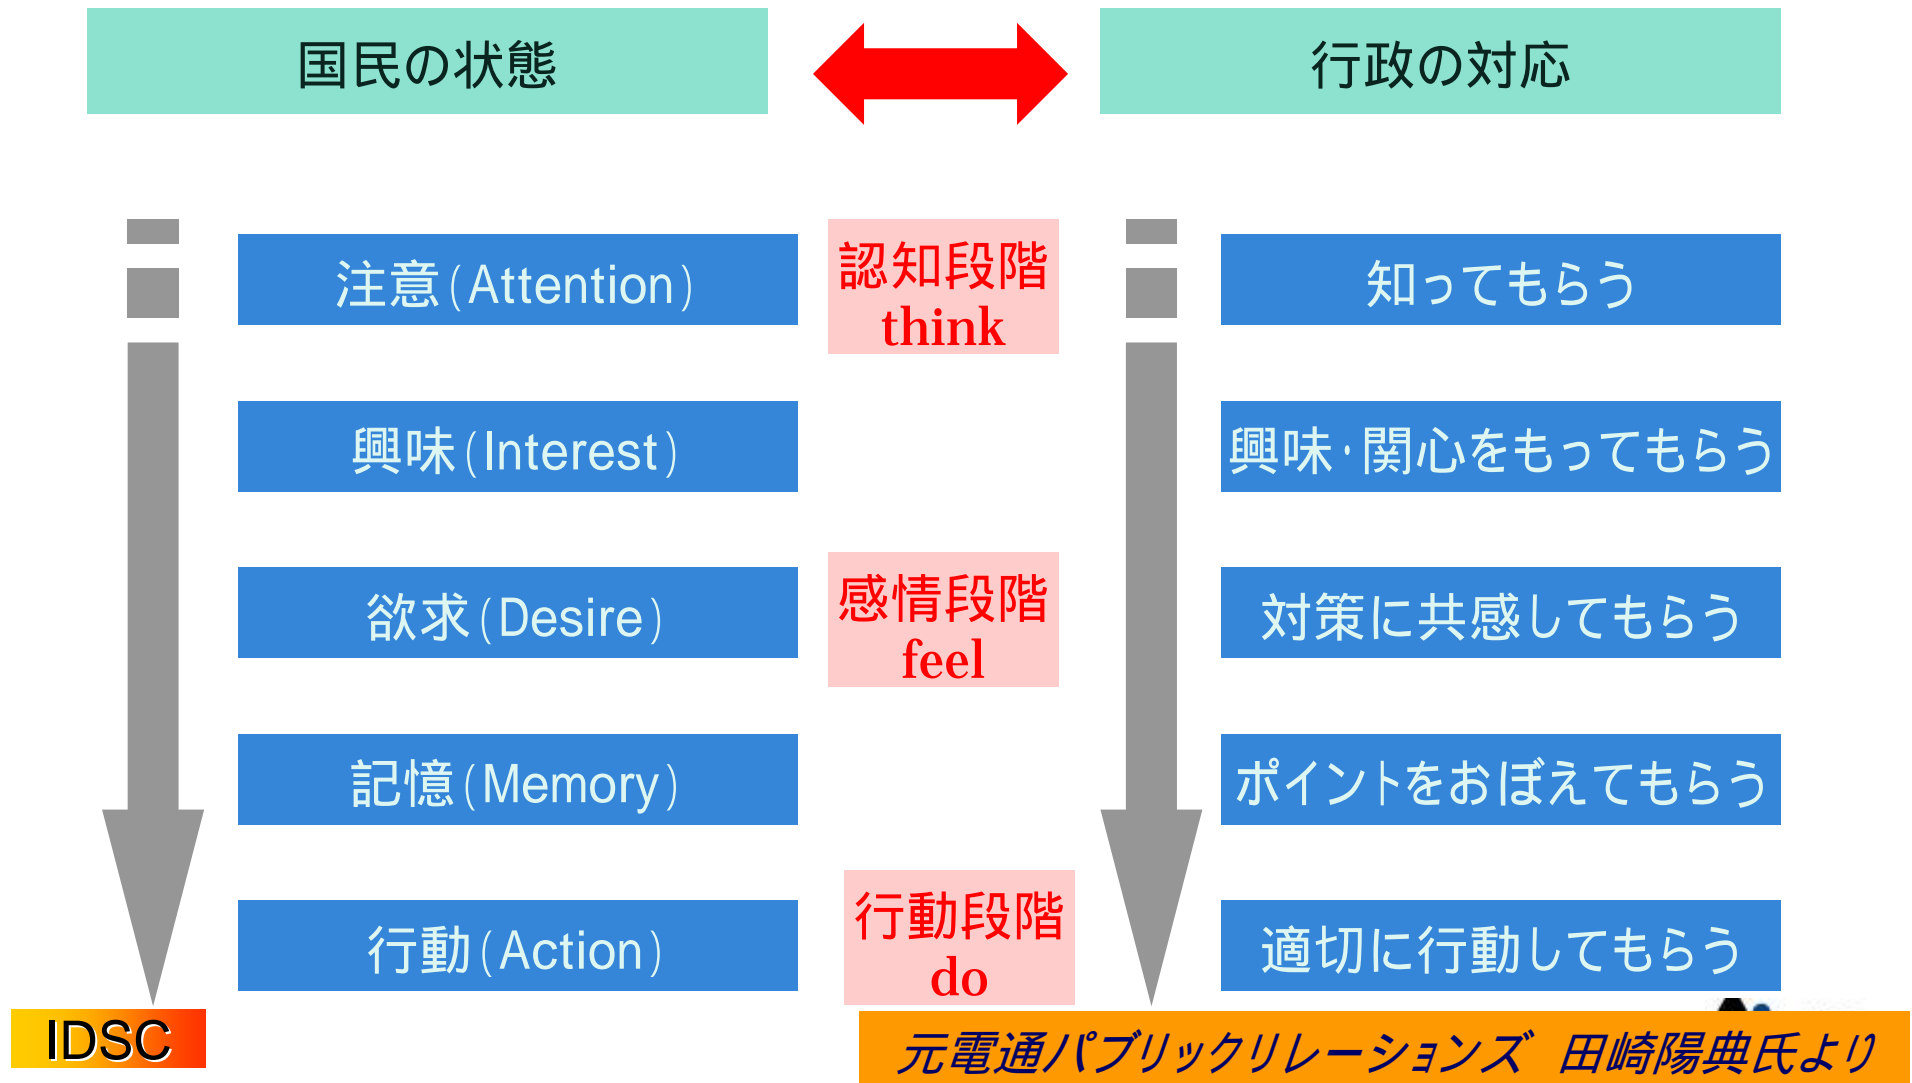 国民の状態
行政の対応
注意(Attention)
認知段階
think
知ってもらう
興味(Interest)
興味・関心をもってもらう
欲求(Desire)
感情段階
feel
対策に共感してもらう
記憶(Memory)
ポイントをおぼえてもらう
行動(Action)
行動段階
do
適切に行動してもらう
IDSC
元電通パブリックリレーションズ　田崎陽典氏より